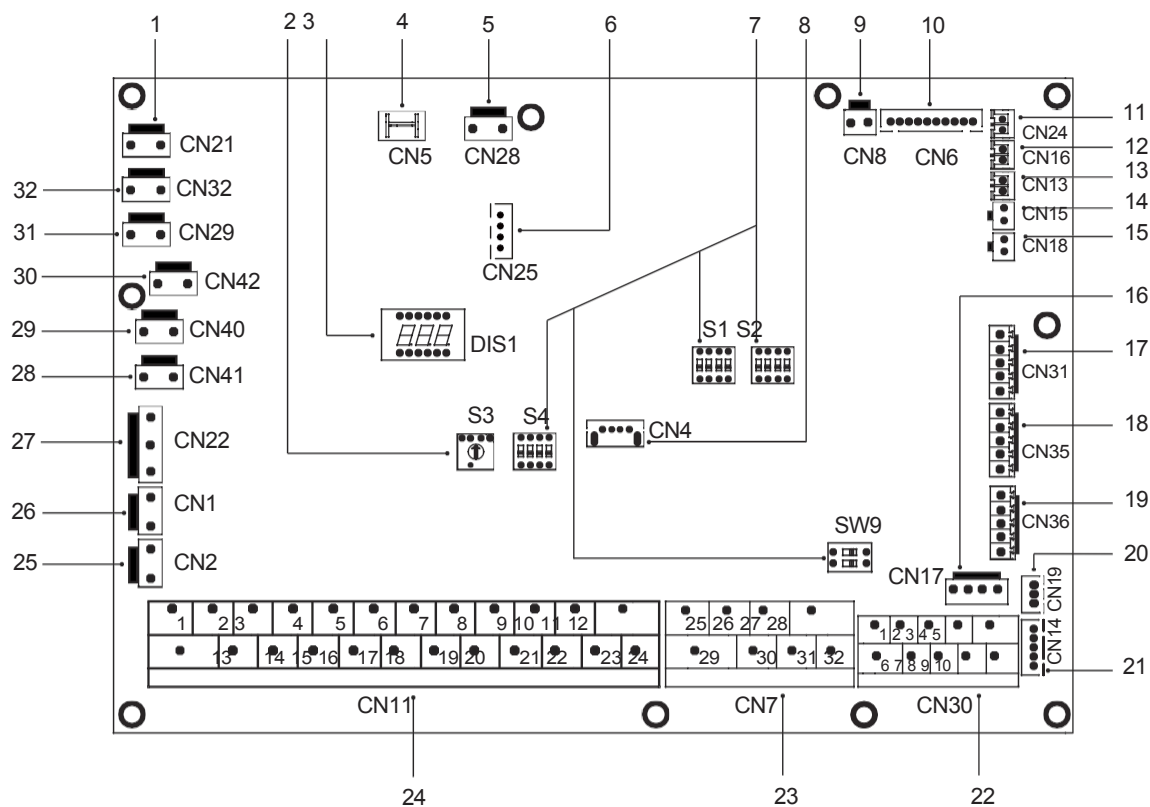 1 2 3 4 5 6 7 8 9 10
CN21 CN5 CN28 CN8 CN6 CN24 11
CN16 12
32 CN32 CN13 13
31 CN29 CN15 14
CN25 CN18 15
30 CN42
16
29 CN40 DIS1 S1 S2 17
28 CN41 CN31
S3 S4 CN4 18
27 CN22 CN35
26 CN1 19
SW9 CN36
25 CN2 20
CN17 CN19
1 2 3 4 5 6 7 8 9 10 11 12 25 26 27 28 1 2 3 4 5 CN14
13 14 15 16 17 18 19 20 21 22 23 24 29 30 31 32 6 7 8 9 10 21
CN11 CN7 CN30
24 23 22